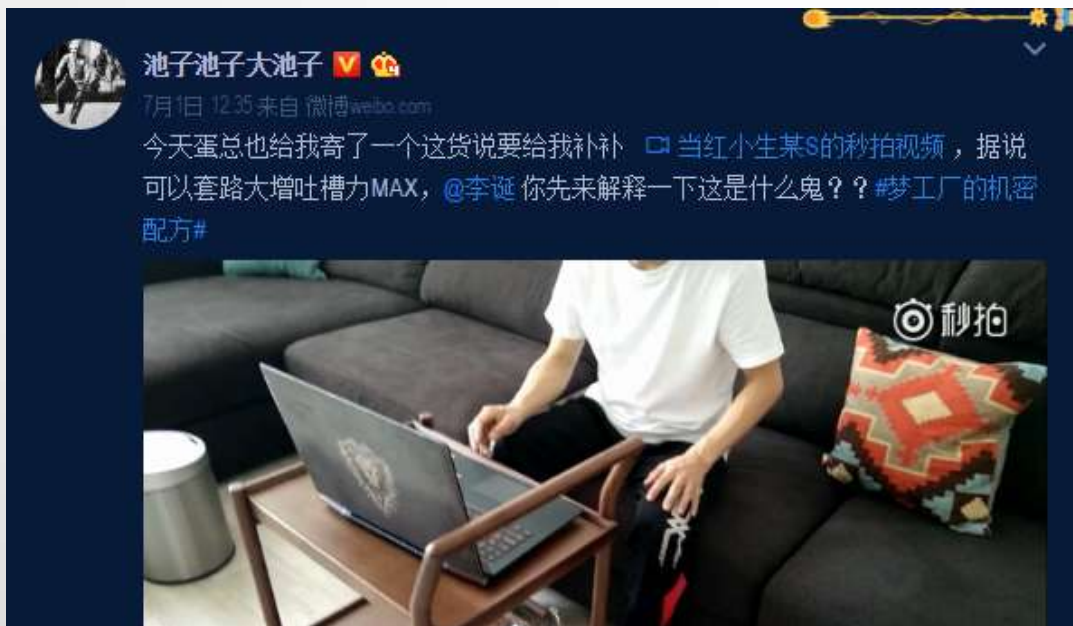 池子池子大池子
7月1日 12:35 来自 微博weibo.com
今天蛋总也给我寄了一个这货说要给我补补 当红小生某S的秒拍视频，据说
可以套路大增吐槽力MAX，@李诞 你先来解释一下这是什么鬼？？#梦工厂的机密
配方#
秒拍